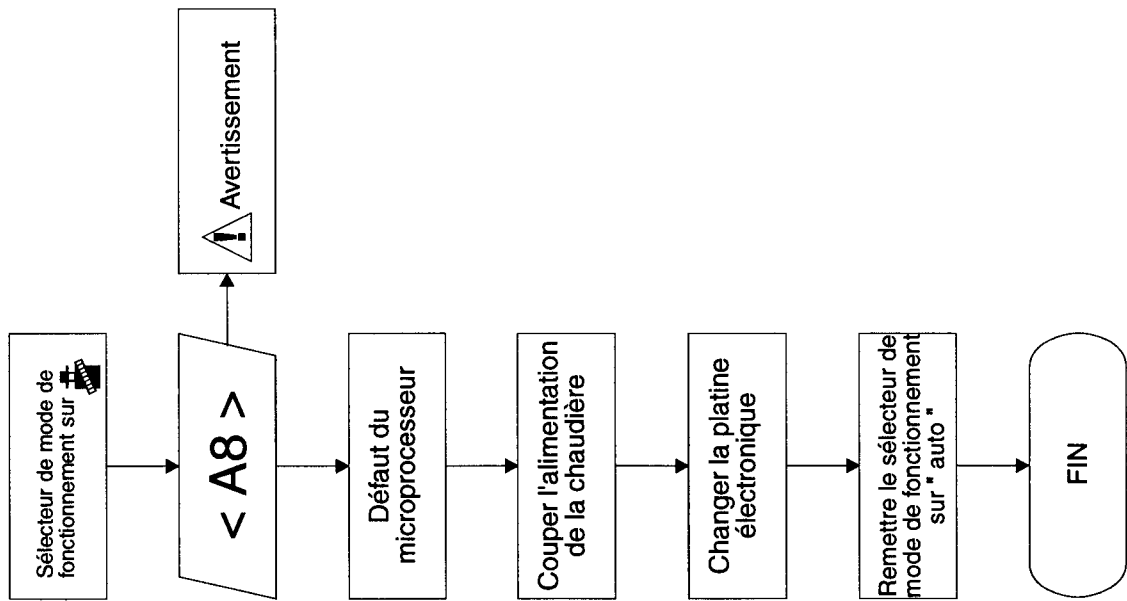 Sélecteur de mode de
fonctionnement sur
< A8 >
Avertissement
Défaut du
microprocesseur
Couper l'alimentation
de la chaudière
Changer la platine
électronique
Remettre le sélecteur de
mode de fonctionnement
sur " auto "
FIN